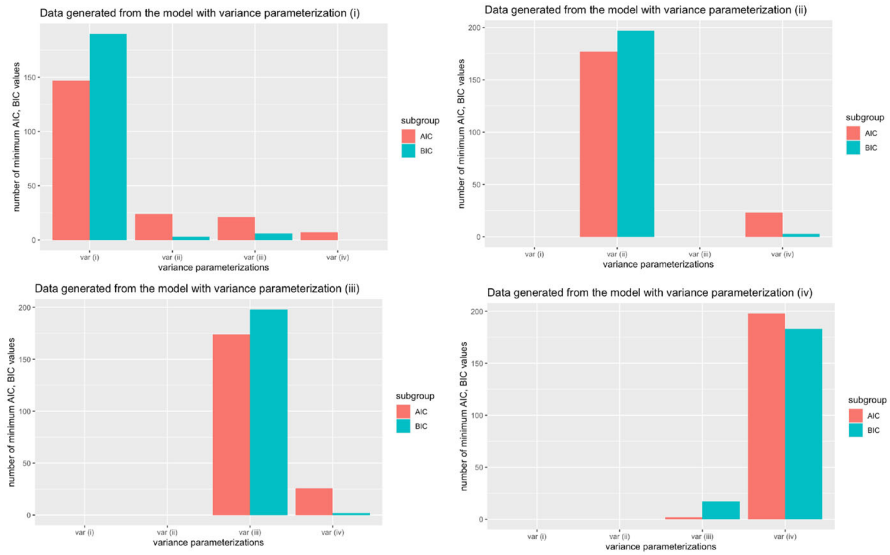 Data generated from the model with variance parameterization (i)
number of minimum AIC, BIC values
150
100
50
0
var (i) var (ii) var (iii) var (iv)
variance parameterizations
subgroup
AIC
BIC
Data generated from the model with variance parameterization (ii)
number of minimum AIC, BIC values
200
150
100
50
0
var (i) var (ii) var (iii) var (iv)
variance parameterizations
subgroup
AIC
BIC
Data generated from the model with variance parameterization (iii)
number of minimum AIC, BIC values
200
150
100
50
0
var (i) var (ii) var (iii) var (iv)
variance parameterizations
subgroup
AIC
BIC
Data generated from the model with variance parameterization (iv)
number of minimum AIC, BIC values
200
150
100
50
0
var (i) var (ii) var (iii) var (iv)
variance parameterizations
subgroup
AIC
BIC